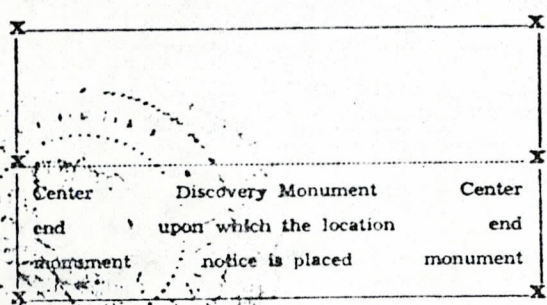 X X
X X
Center Discovery Monument Center
end upon which the location end
monument notice is placed monument
X X